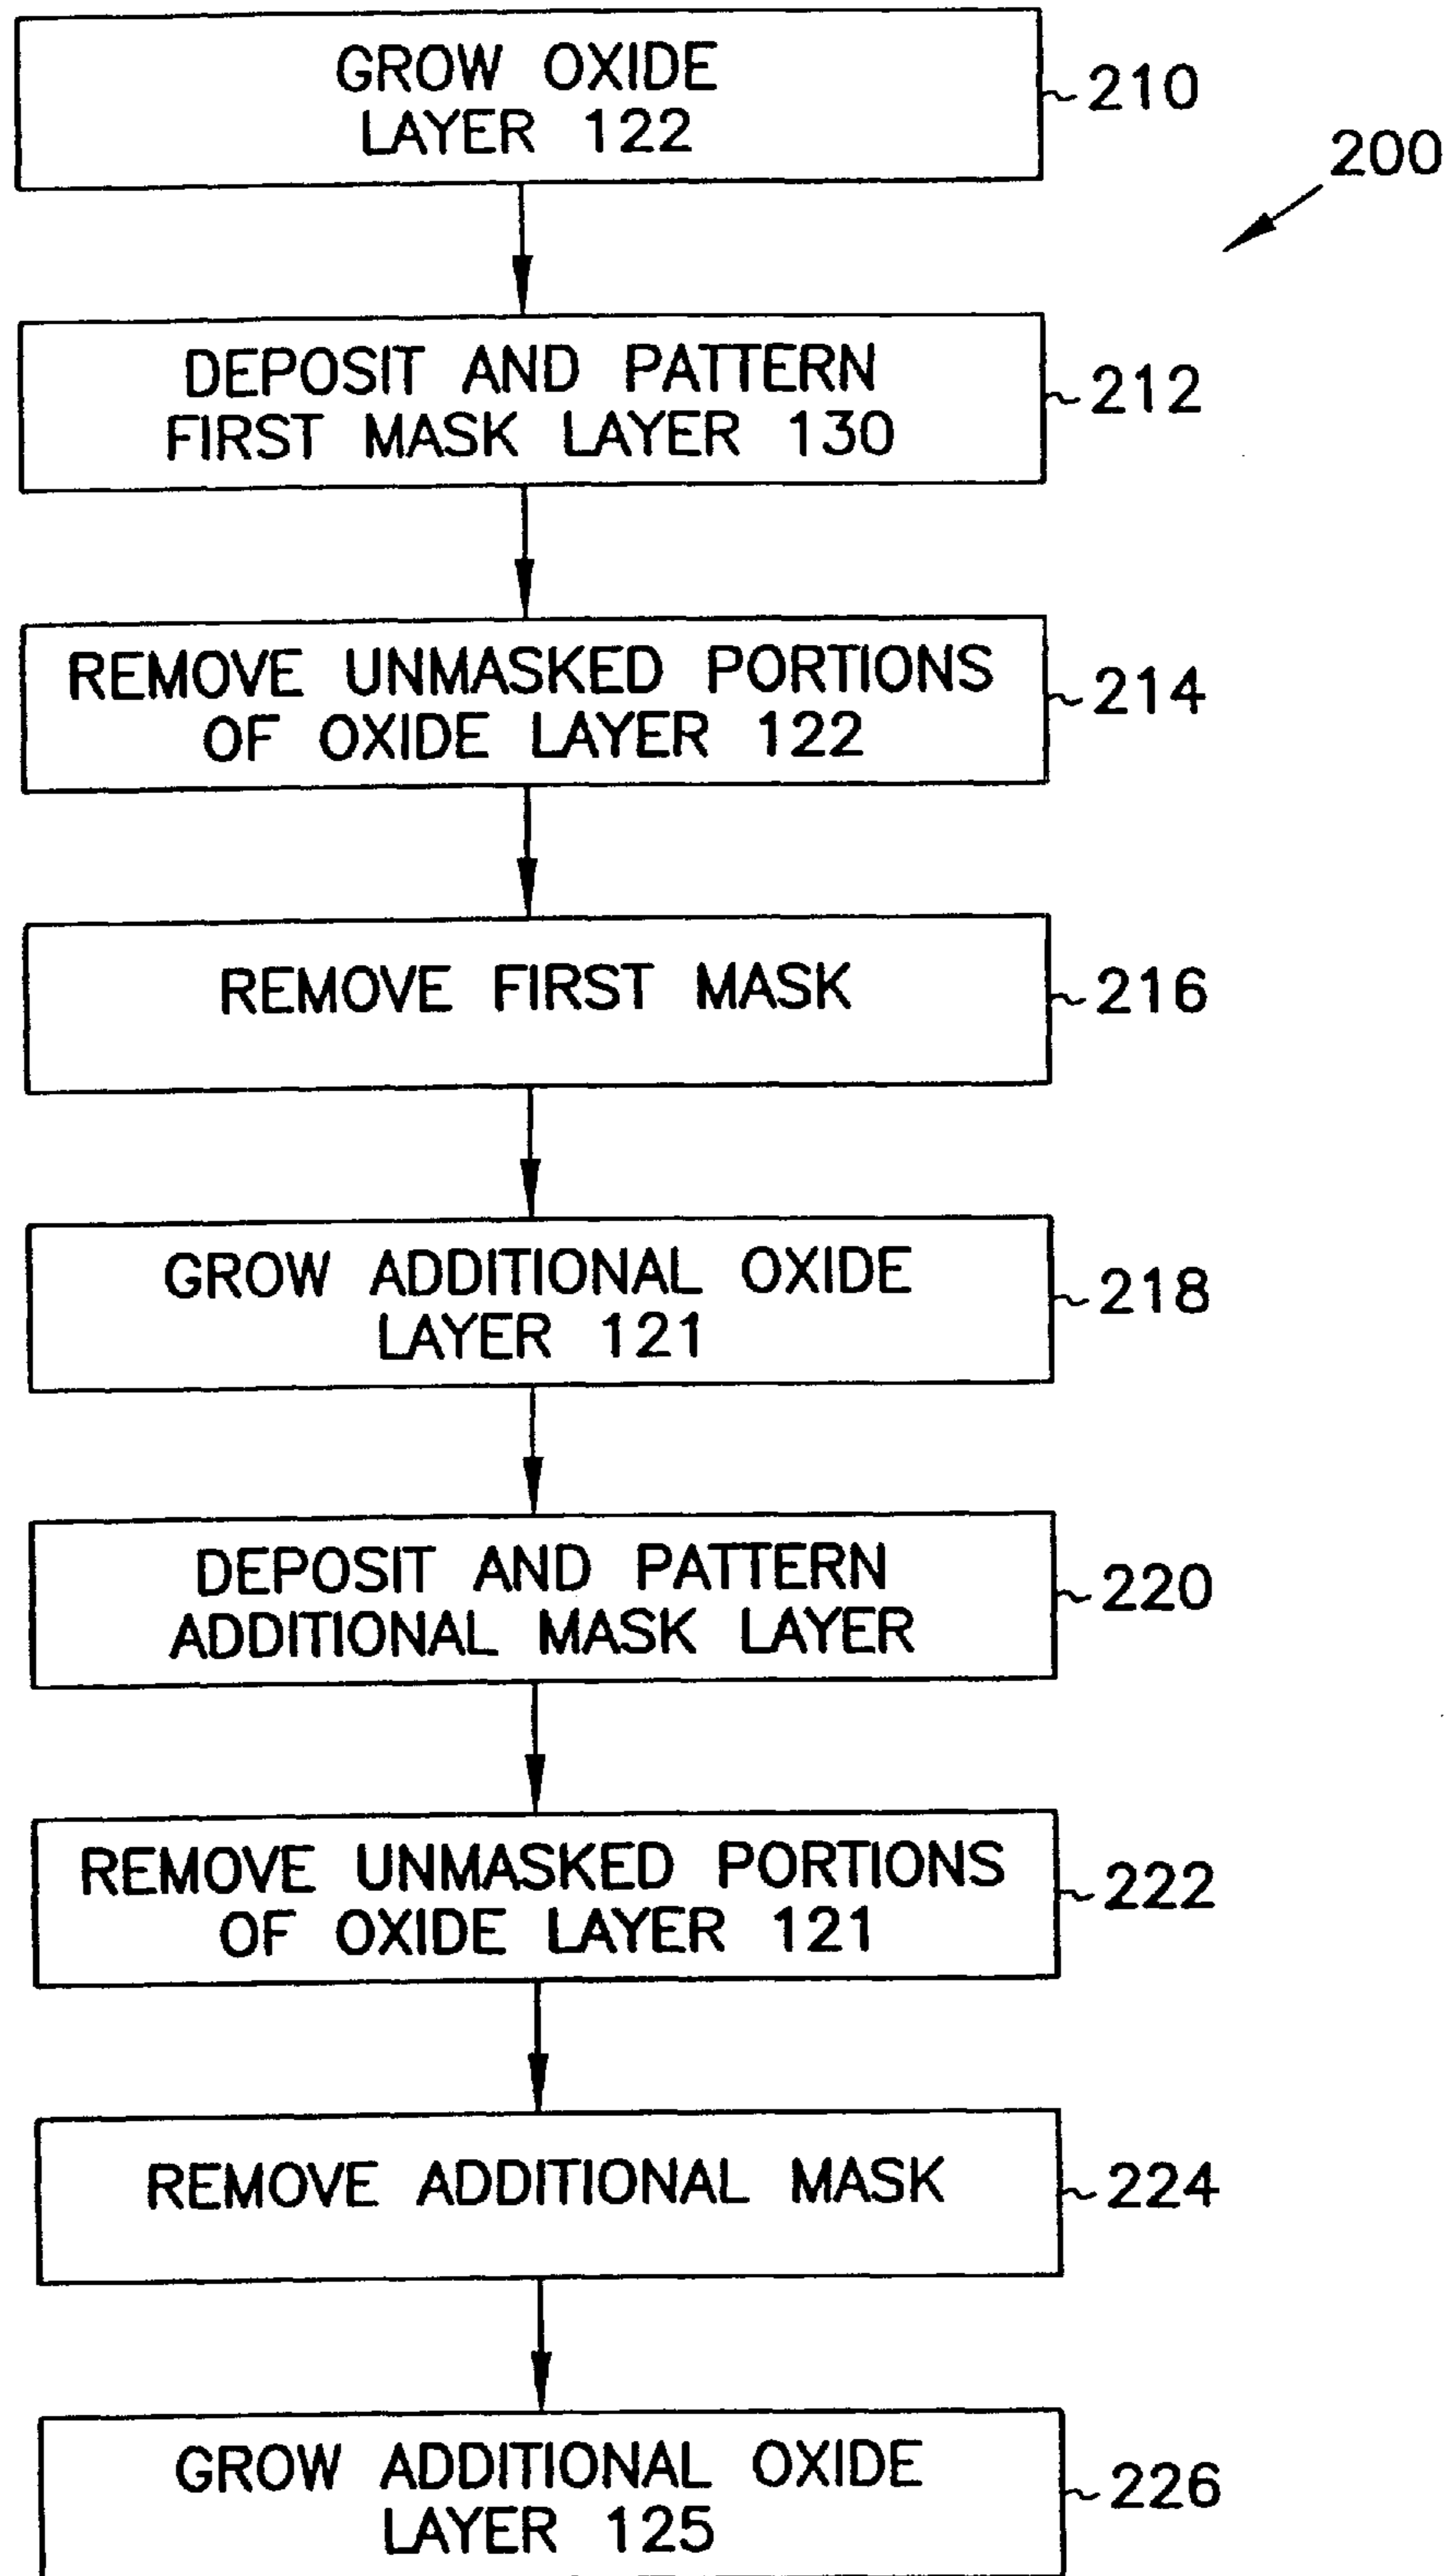 GROW OXIDE
LAYER 122
210
200
DEPOSIT AND PATTERN
FIRST MASK LAYER 130
212
REMOVE UNMASKED PORTIONS
OF OXIDE LAYER 122
214
REMOVE FIRST MASK
216
GROW ADDITIONAL OXIDE
LAYER 121
218
DEPOSIT AND PATTERN
ADDITIONAL MASK LAYER
220
REMOVE UNMASKED PORTIONS
OF OXIDE LAYER 121
222
REMOVE ADDITIONAL MASK
224
GROW ADDITIONAL OXIDE
LAYER 125
226